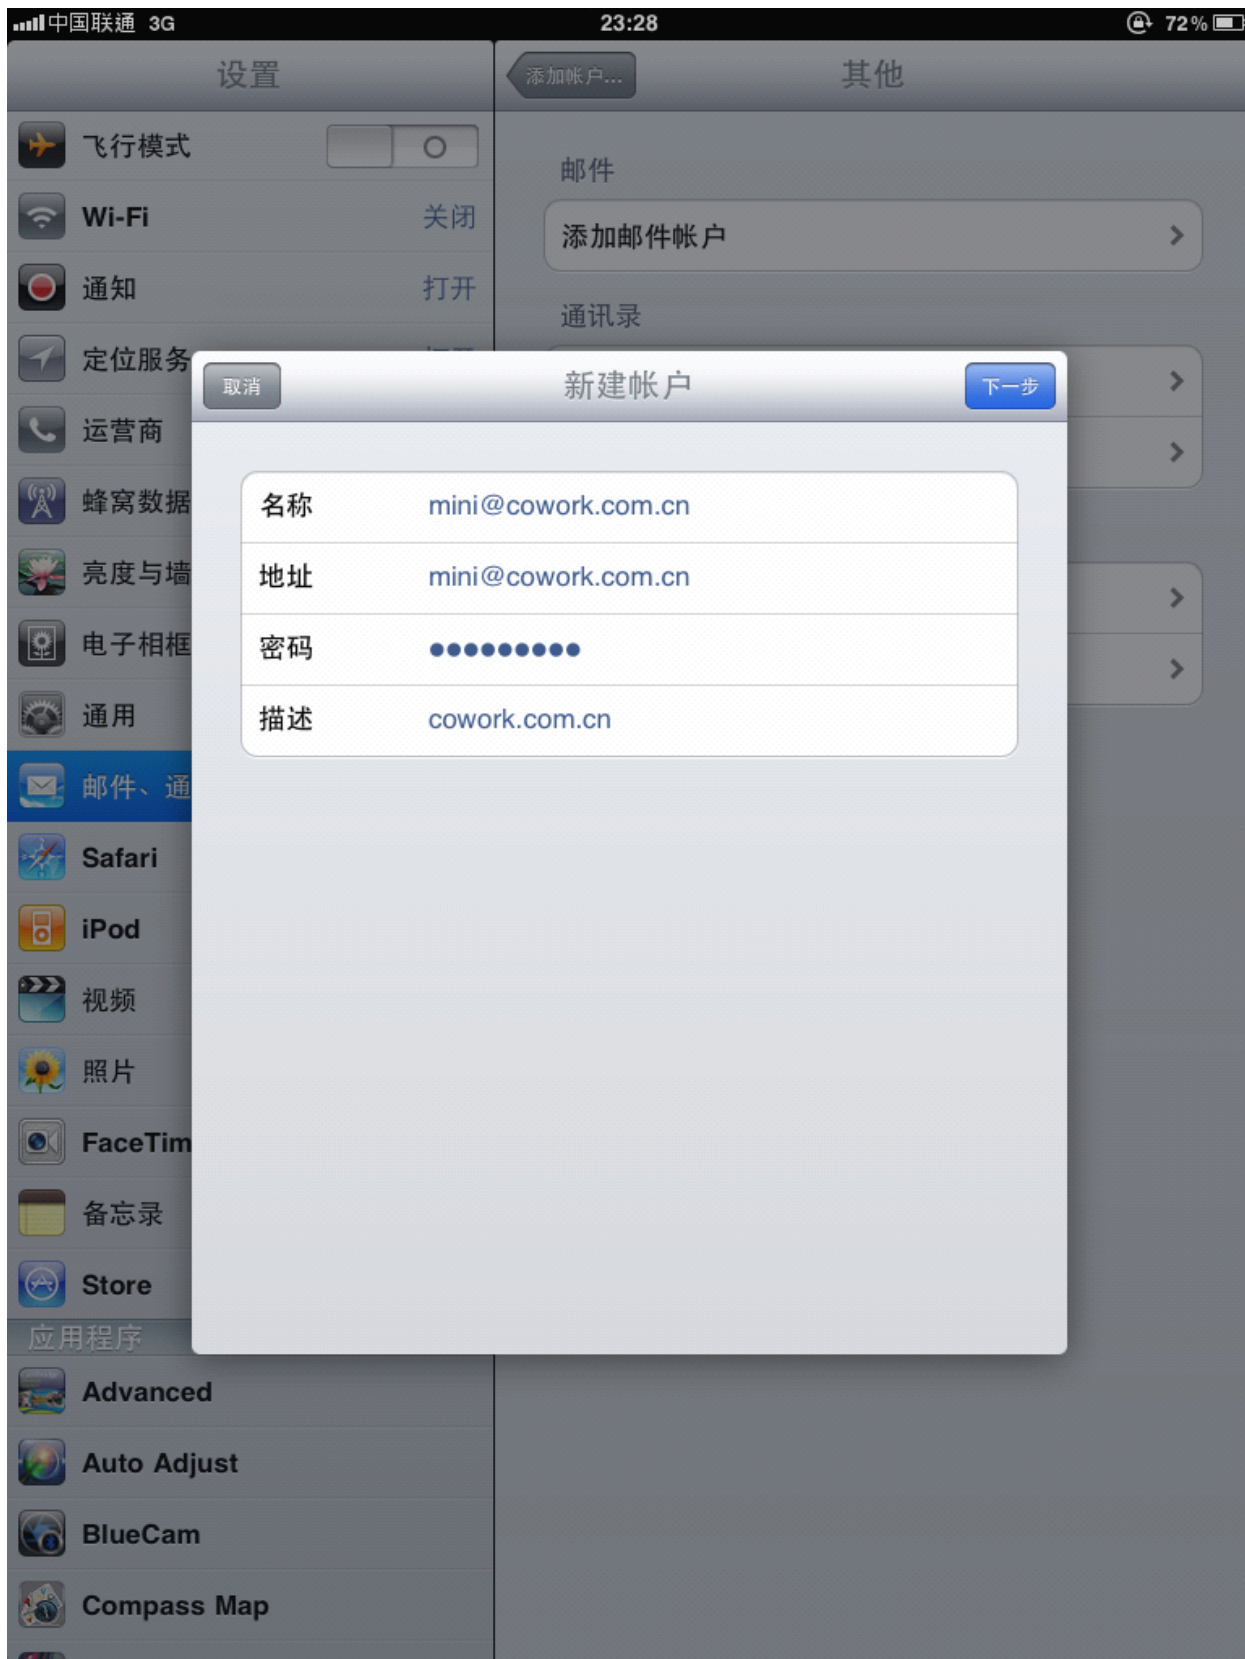 中国联通 3G 23:28 72%
设置
添加帐户... 其他
飞行模式
Wi-Fi 关闭
通知 打开
定位服务
运营商
蜂窝数据
亮度与墙
电子相框
通用
邮件、通
Safari
iPod
视频
照片
FaceTim
备忘录
Store
应用程序
Advanced
Auto Adjust
BlueCam
Compass Map
邮件
添加邮件帐户
通讯录
取消 新建帐户 下一步
名称 mini@cowork.com.cn
地址 mini@cowork.com.cn
密码 ●●●●●●●●●
描述 cowork.com.cn